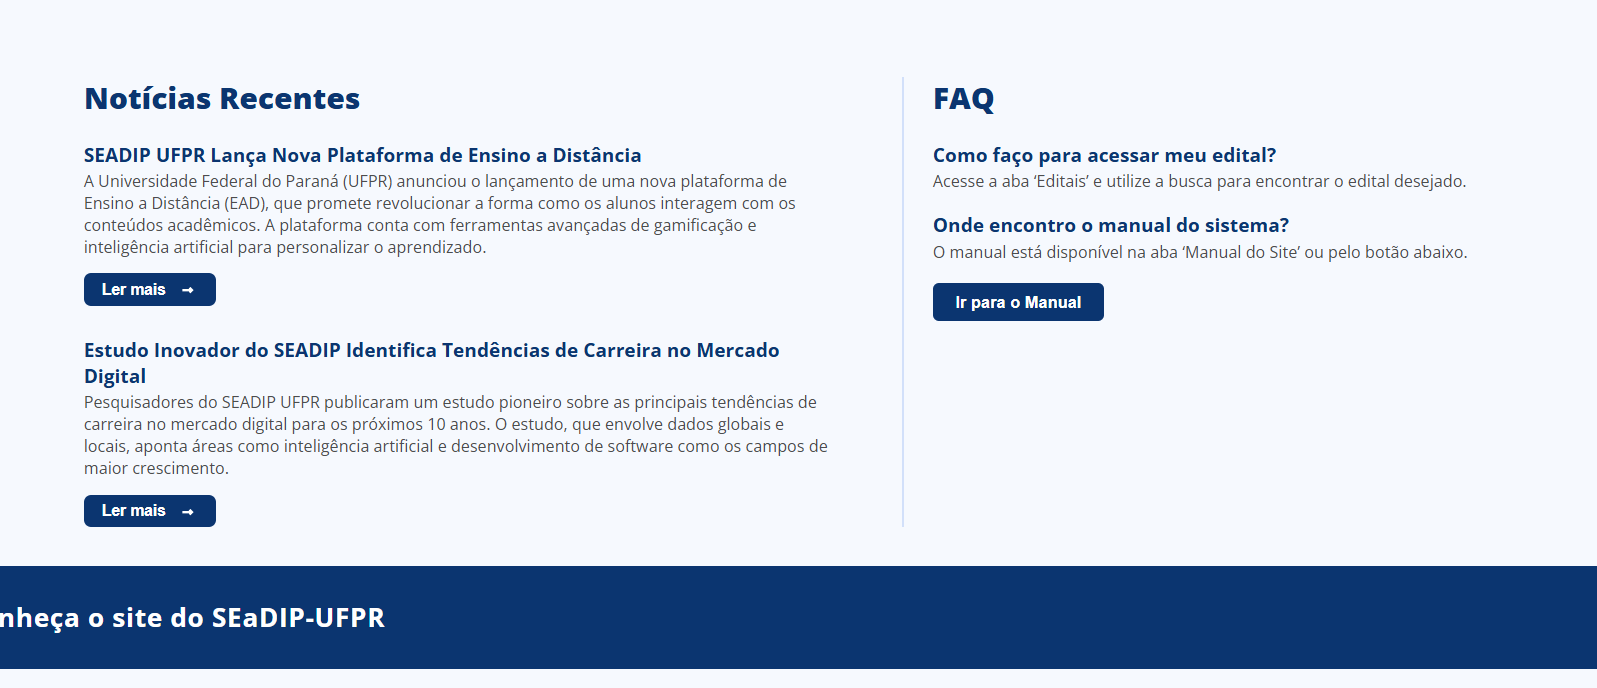 Notícias Recentes
SEADIP UFPR Lança Nova Plataforma de Ensino a Distância
A Universidade Federal do Paraná (UFPR) anunciou o lançamento de uma nova plataforma de
Ensino a Distância (EAD), que promete revolucionar a forma como os alunos interagem com os
conteúdos acadêmicos. A plataforma conta com ferramentas avançadas de gamificação e
inteligência artificial para personalizar o aprendizado.
Ler mais →
Estudo Inovador do SEADIP Identifica Tendências de Carreira no Mercado
Digital
Pesquisadores do SEADIP UFPR publicaram um estudo pioneiro sobre as principais tendências de
carreira no mercado digital para os próximos 10 anos. O estudo, que envolve dados globais e
locais, aponta áreas como inteligência artificial e desenvolvimento de software como os campos de
maior crescimento.
Ler mais →
FAQ
Como faço para acessar meu edital?
Acesse a aba ‘Editais’ e utilize a busca para encontrar o edital desejado.
Onde encontro o manual do sistema?
O manual está disponível na aba ‘Manual do Site’ ou pelo botão abaixo.
Ir para o Manual
nheça o site do SEaDIP-UFPR